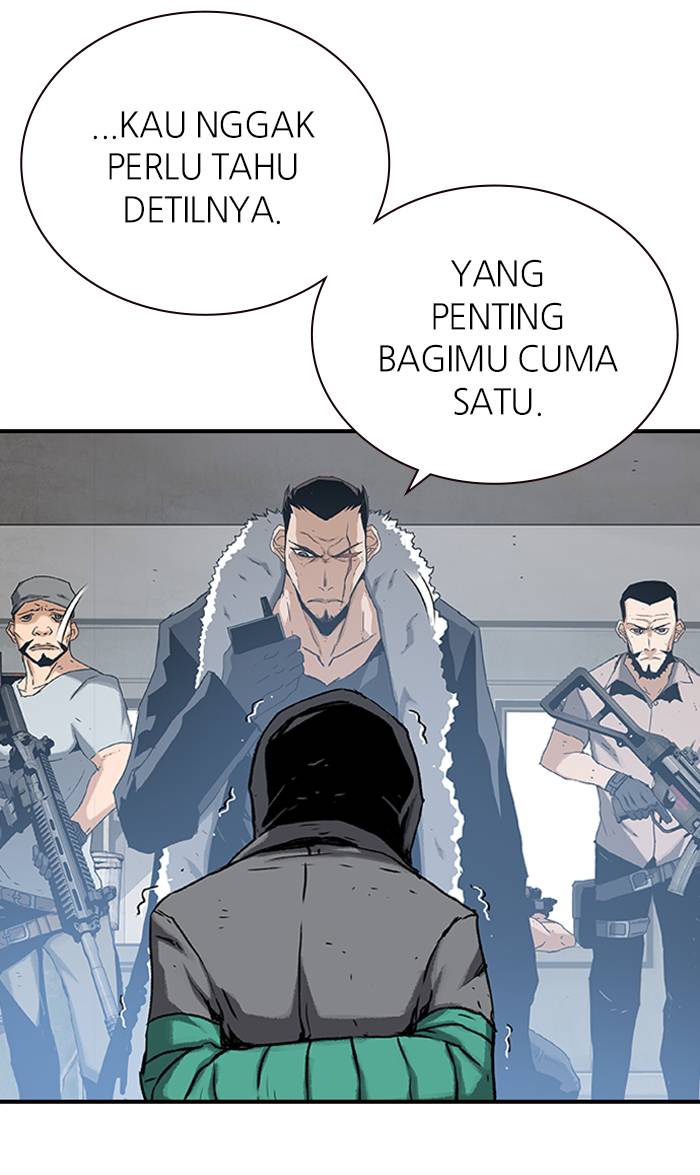 ...KAU NGGAK
PERLU TAHU
DETILNYA.
YANG
PENTING
BAGIMU CUMA
SATU.